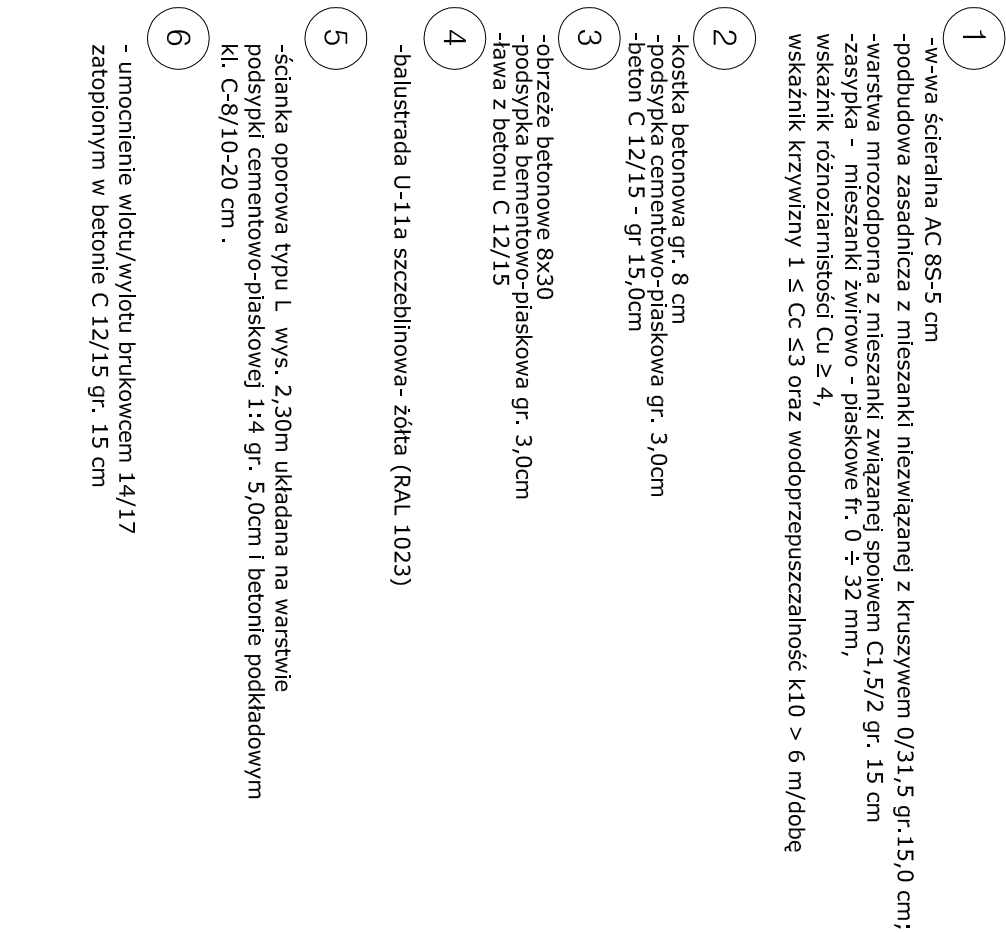 1
-w-wa ścieralna AC 8S-5 cm
-podbudowa zasadnicza z mieszanki niezwiązanej z kruszywem 0/31,5 gr.15,0 cm;
-warstwa mrozodporna z mieszanki związanej spoiwem C1,5/2 gr. 15 cm
-zasypka - mieszanki żwirowo - piaskowe fr. 0 ÷ 32 mm,
wskaźnik różnoziarnistości Cu ≥ 4,
wskaźnik krzywizny 1 ≤ Cc ≤3 oraz wodoprzepuszczalność k10 > 6 m/dobę
2
-kostka betonowa gr. 8 cm
-podsypka cementowo-piaskowa gr. 3,0cm
-beton C 12/15 - gr 15,0cm
3
-obrzeże betonowe 8x30
-podsypka bementowo-piaskowa gr. 3,0cm
-ława z betonu C 12/15
4
-balustrada U-11a szczeblinowa- żółta (RAL 1023)
5
-ścianka oporowa typu L wys. 2,30m układana na warstwie
podsypki cementowo-piaskowej 1:4 gr. 5,0cm i betonie podkładowym
kl. C-8/10-20 cm .
6
- umocnienie wlotu/wylotu brukowcem 14/17
zatopionym w betonie C 12/15 gr. 15 cm